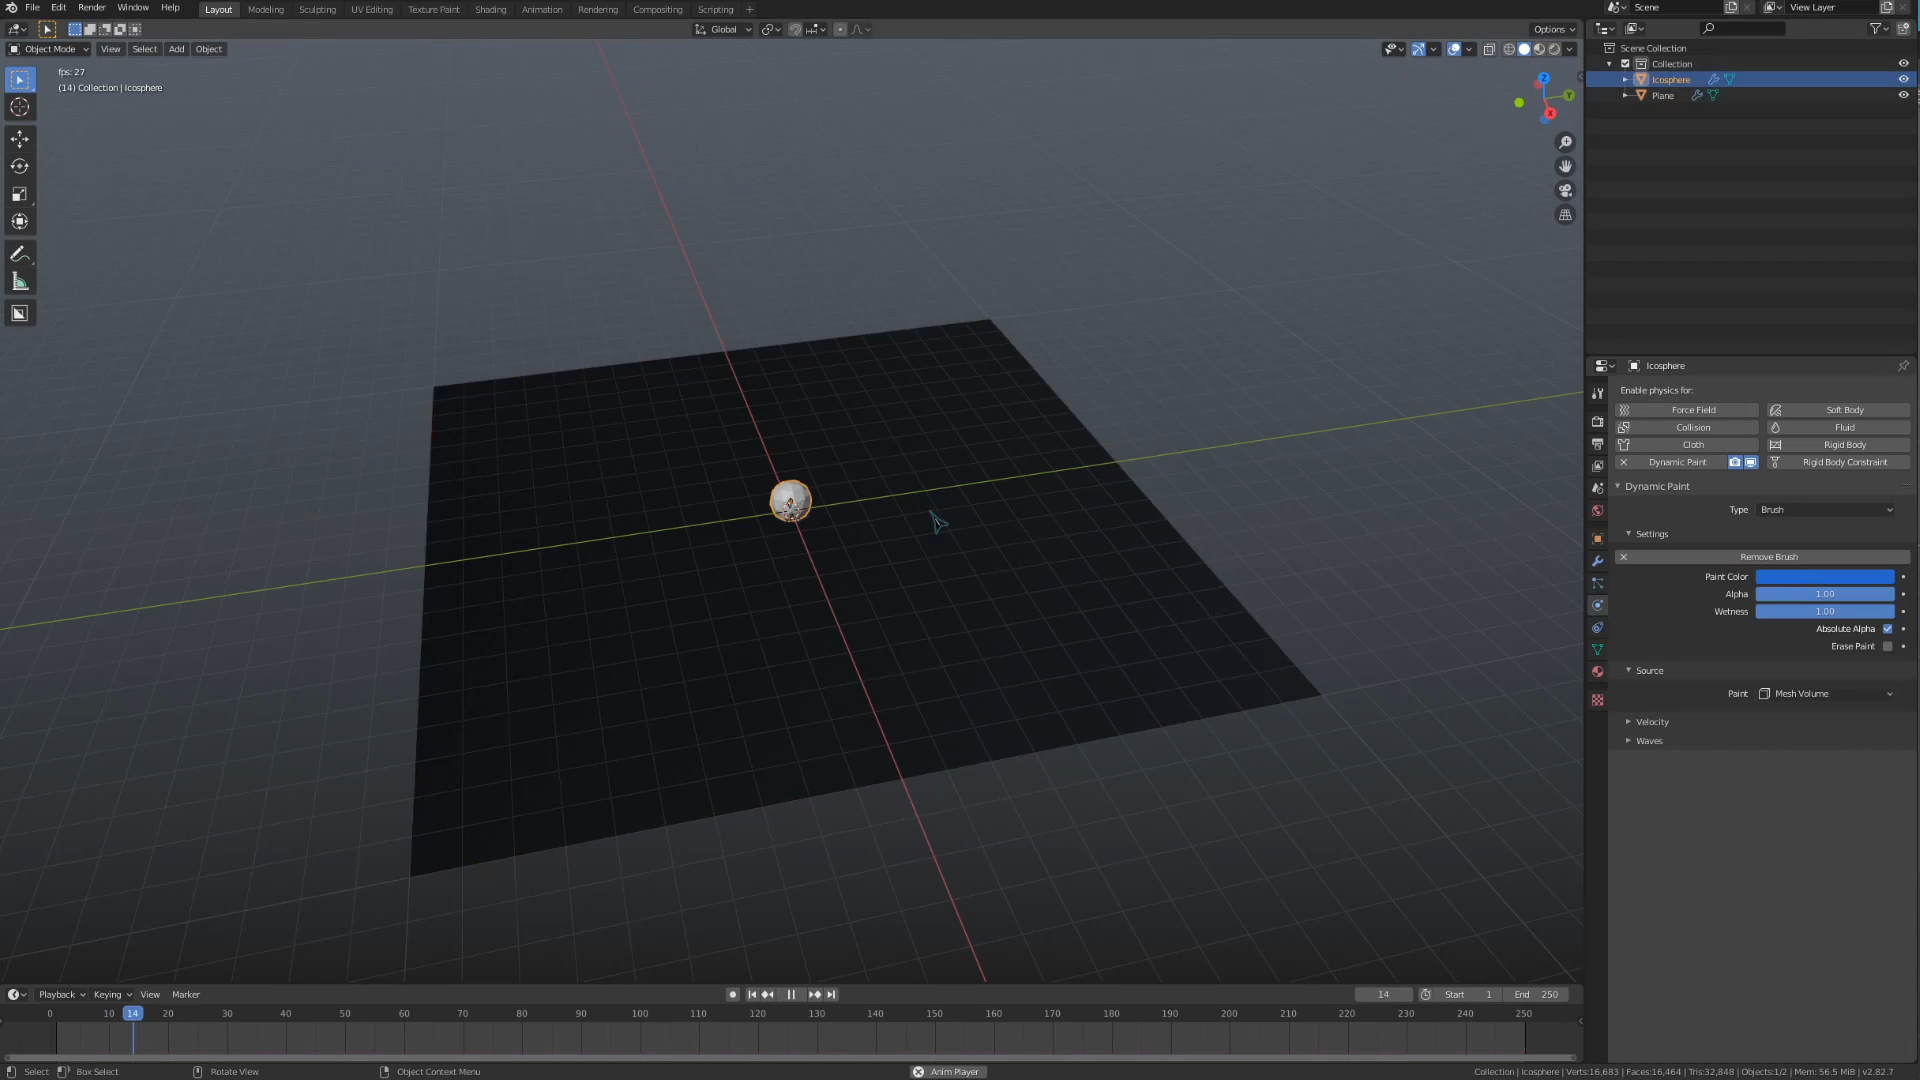 File Edit Render Window Help Layout Modeling Sculpting UV Editing Texture Paint Shading Animation Rendering Compositing Scripting + Scene View Layer
Global Options
Object Mode View Select Add Object
Scene Collection
Collection
fps: 27
(14) Collection | Icosphere
Icosphere
Plane
Z
Y
X
Icosphere
Enable physics for:
Force Field Soft Body
Collision Fluid
Cloth Rigid Body
Dynamic Paint Rigid Body Constraint
Dynamic Paint
Type Brush
Settings
Remove Brush
Paint Color
Alpha 1.00
Wetness 1.00
Absolute Alpha
Erase Paint
Source
Paint Mesh Volume
Velocity
Waves
Playback Keying View Marker 14 Start 1 End 250
0 10 14 20 30 40 50 60 70 80 90 100 110 120 130 140 150 160 170 180 190 200 210 220 230 240 250
Select Box Select Rotate View Object Context Menu Anim Player Collection | Icosphere | Verts:16,683 | Faces:16,464 | Tris:32,848 | Objects:1/2 | Mem: 56.5 MiB | v2.82.7